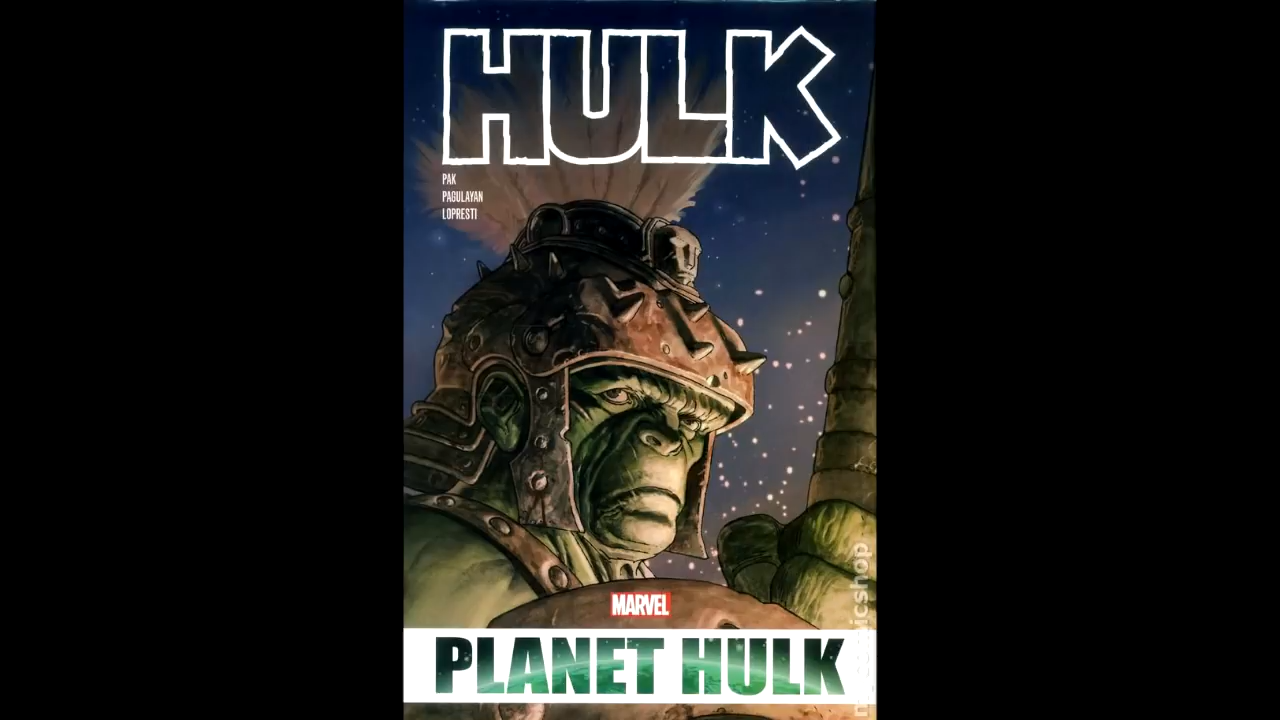 HULK
PAK
PAGULAYAN
LOPRESTI
MARVEL
PLANET HULK